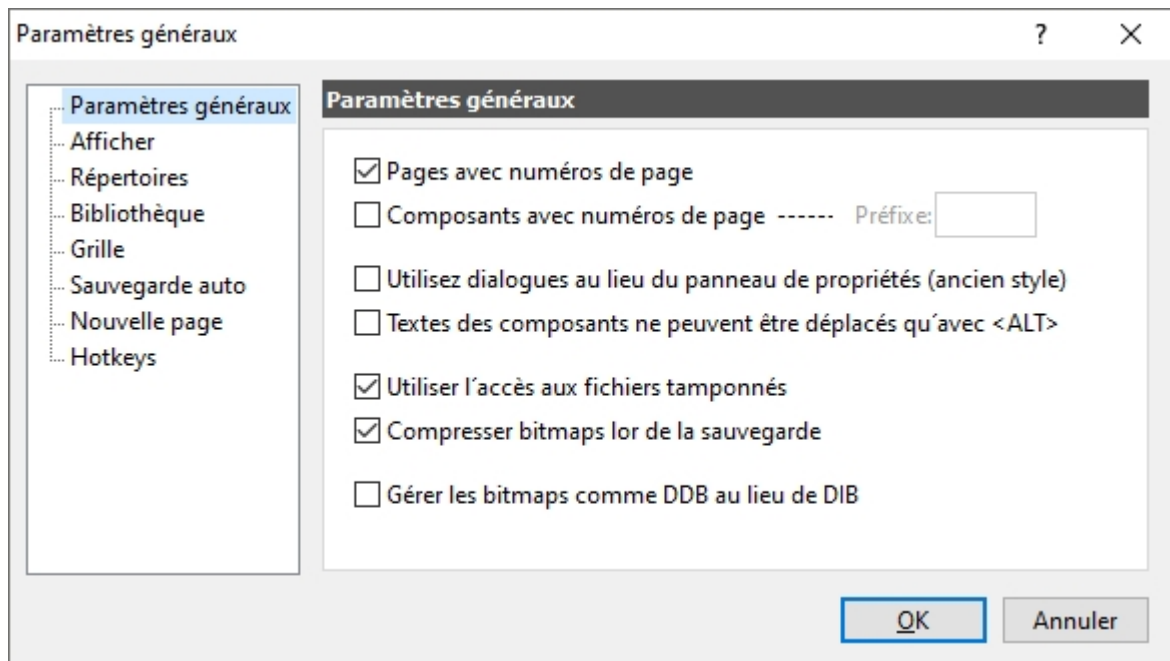 Paramètres généraux
?
Paramètres généraux
Afficher
Répertoires
Bibliothèque
Grille
Sauvegarde auto
Nouvelle page
Hotkeys
Paramètres généraux
Pages avec numéros de page
Composants avec numéros de page ------ Préfixe:
Utilisez dialogues au lieu du panneau de propriétés (ancien style)
Textes des composants ne peuvent être déplacés qu´avec <ALT>
Utiliser l´accès aux fichiers tamponnés
Compresser bitmaps lor de la sauvegarde
Gérer les bitmaps comme DDB au lieu de DIB
OK
Annuler